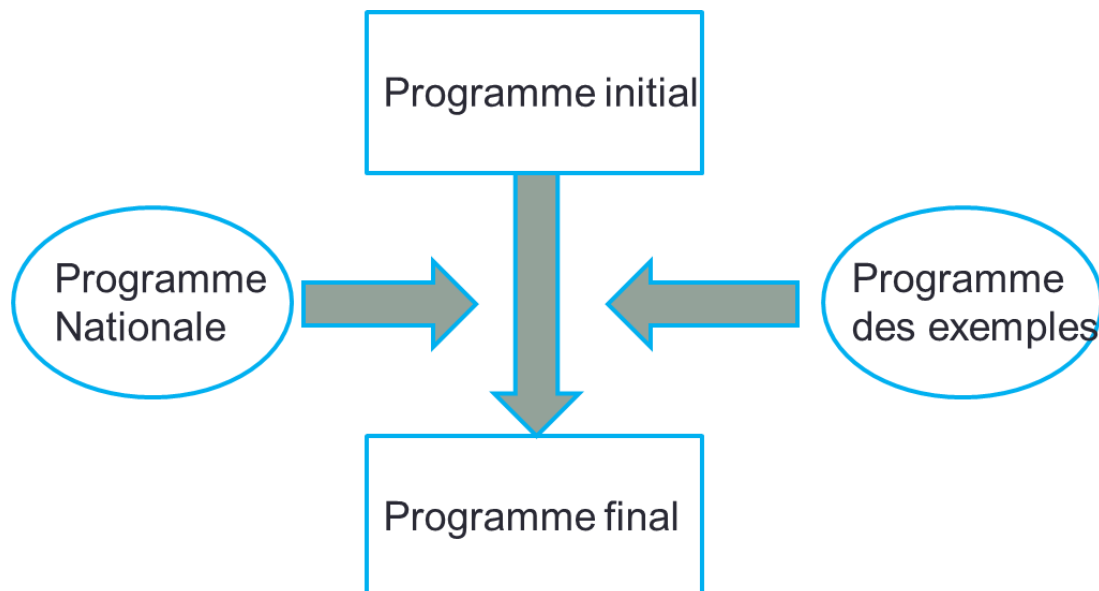 Programme initial
Programme
Nationale
Programme
des exemples
Programme final